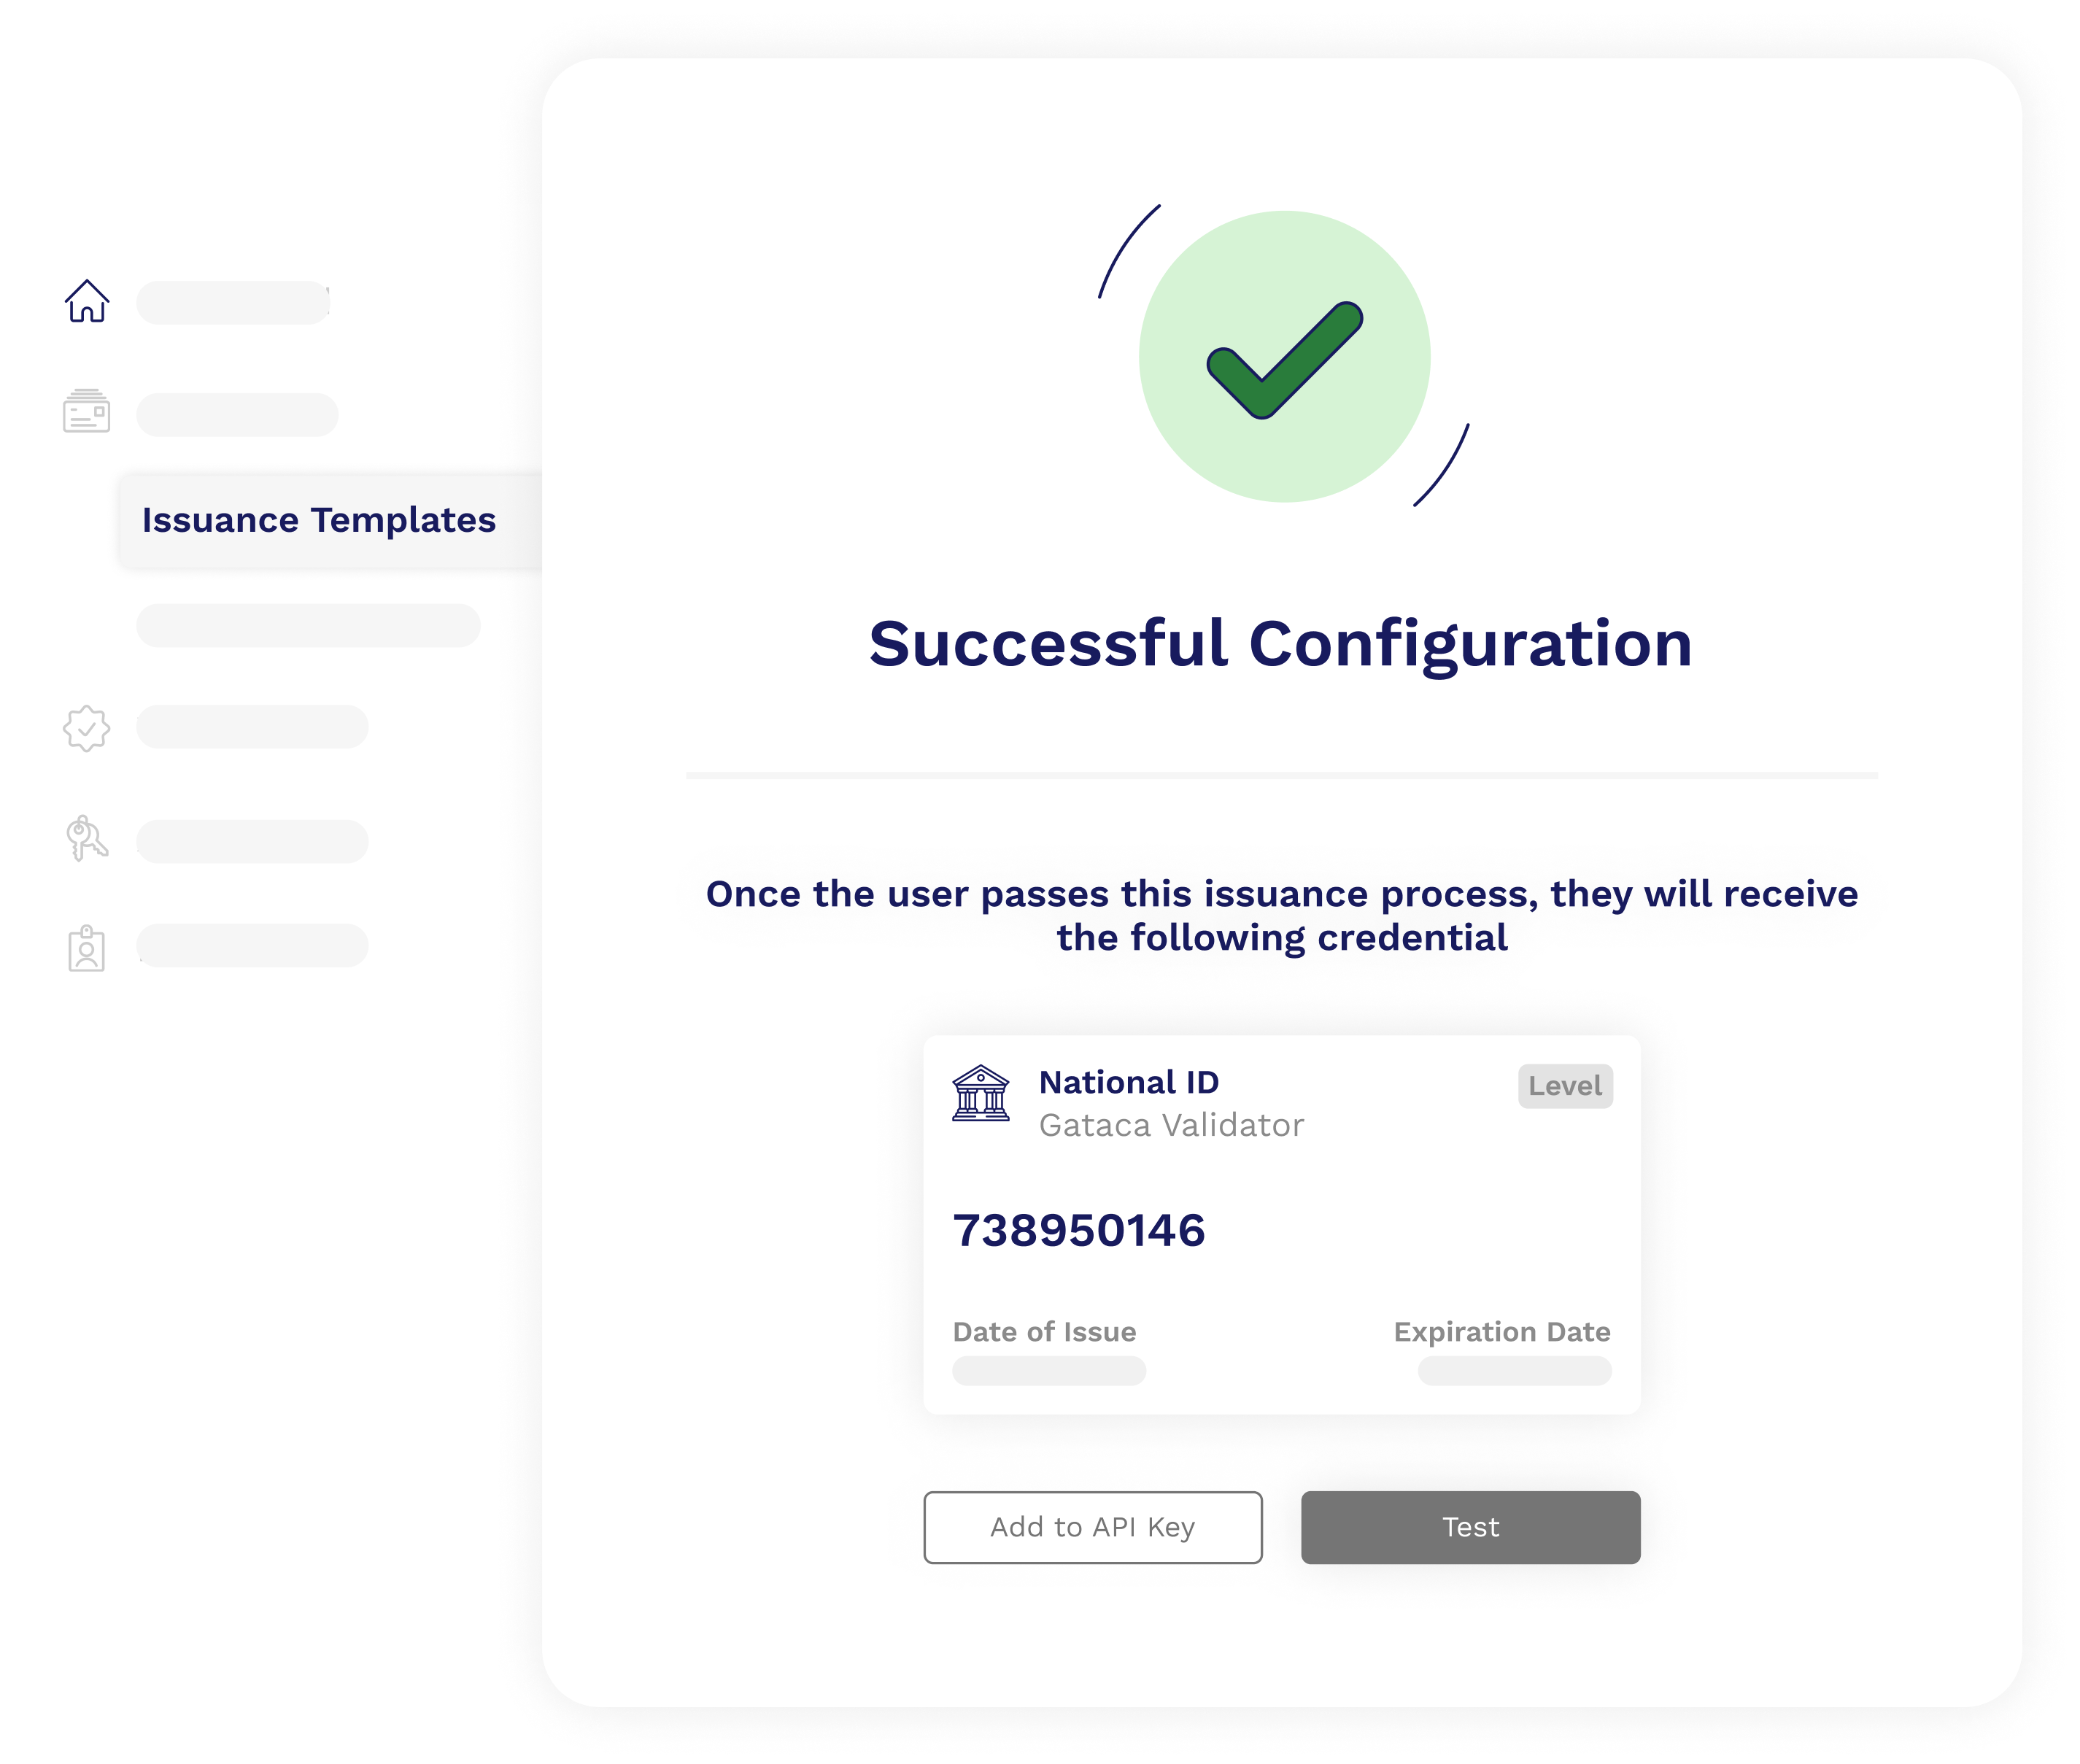 Issuance Templates
Successful Configuration
Once the user passes this issuance process, they will receive
the following credential
National ID
Level
Gataca Validator
738950146
Date of Issue
Expiration Date
Add to API Key
Test